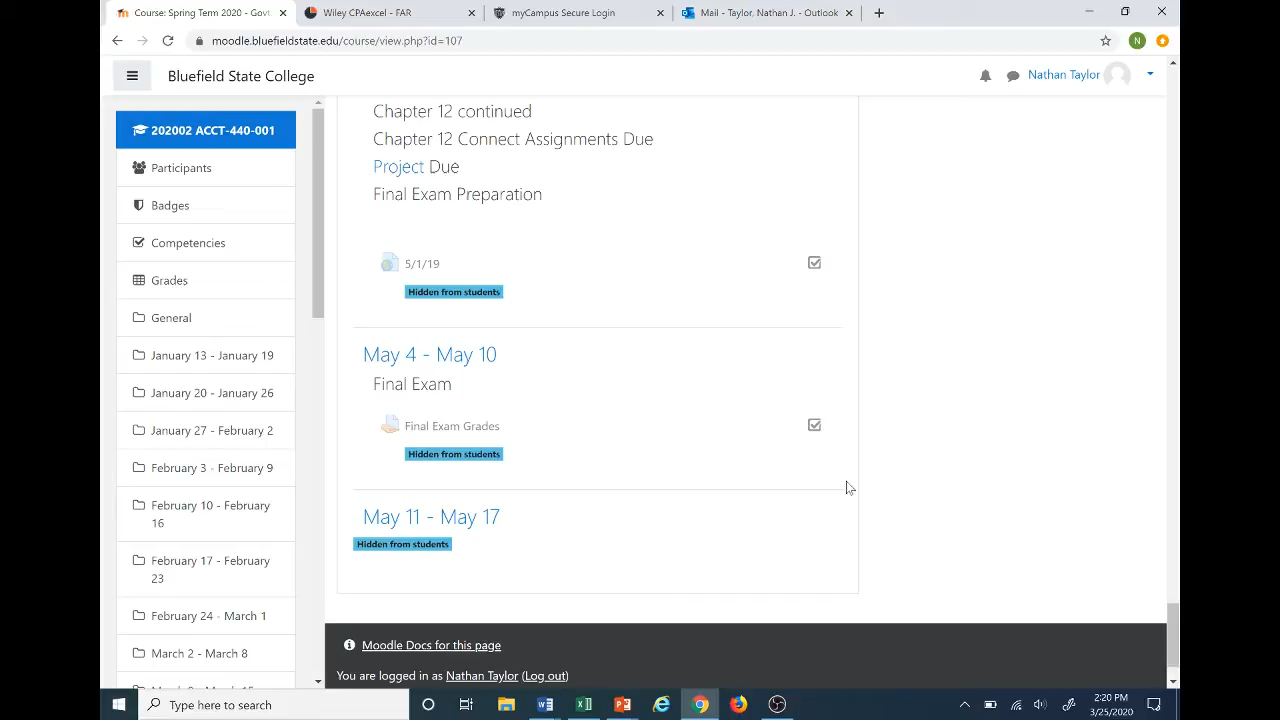 Course: Spring Term 2020 - Govt
Wiley CPAexcel - FAR
myCommNet Secure Login
Mail - Taylor, Nathan J. - Outlook
moodle.bluefieldstate.edu/course/view.php?id=107
N
Bluefield State College
Nathan Taylor
202002 ACCT-440-001
Participants
Badges
Competencies
Grades
General
January 13 - January 19
January 20 - January 26
January 27 - February 2
February 3 - February 9
February 10 - February
16
February 17 - February
23
February 24 - March 1
March 2 - March 8
Chapter 12 continued
Chapter 12 Connect Assignments Due
Project Due
Final Exam Preparation
5/1/19
Hidden from students
May 4 - May 10
Final Exam
Final Exam Grades
Hidden from students
May 11 - May 17
Hidden from students
Moodle Docs for this page
You are logged in as Nathan Taylor (Log out)
Type here to search
2:20 PM
3/25/2020